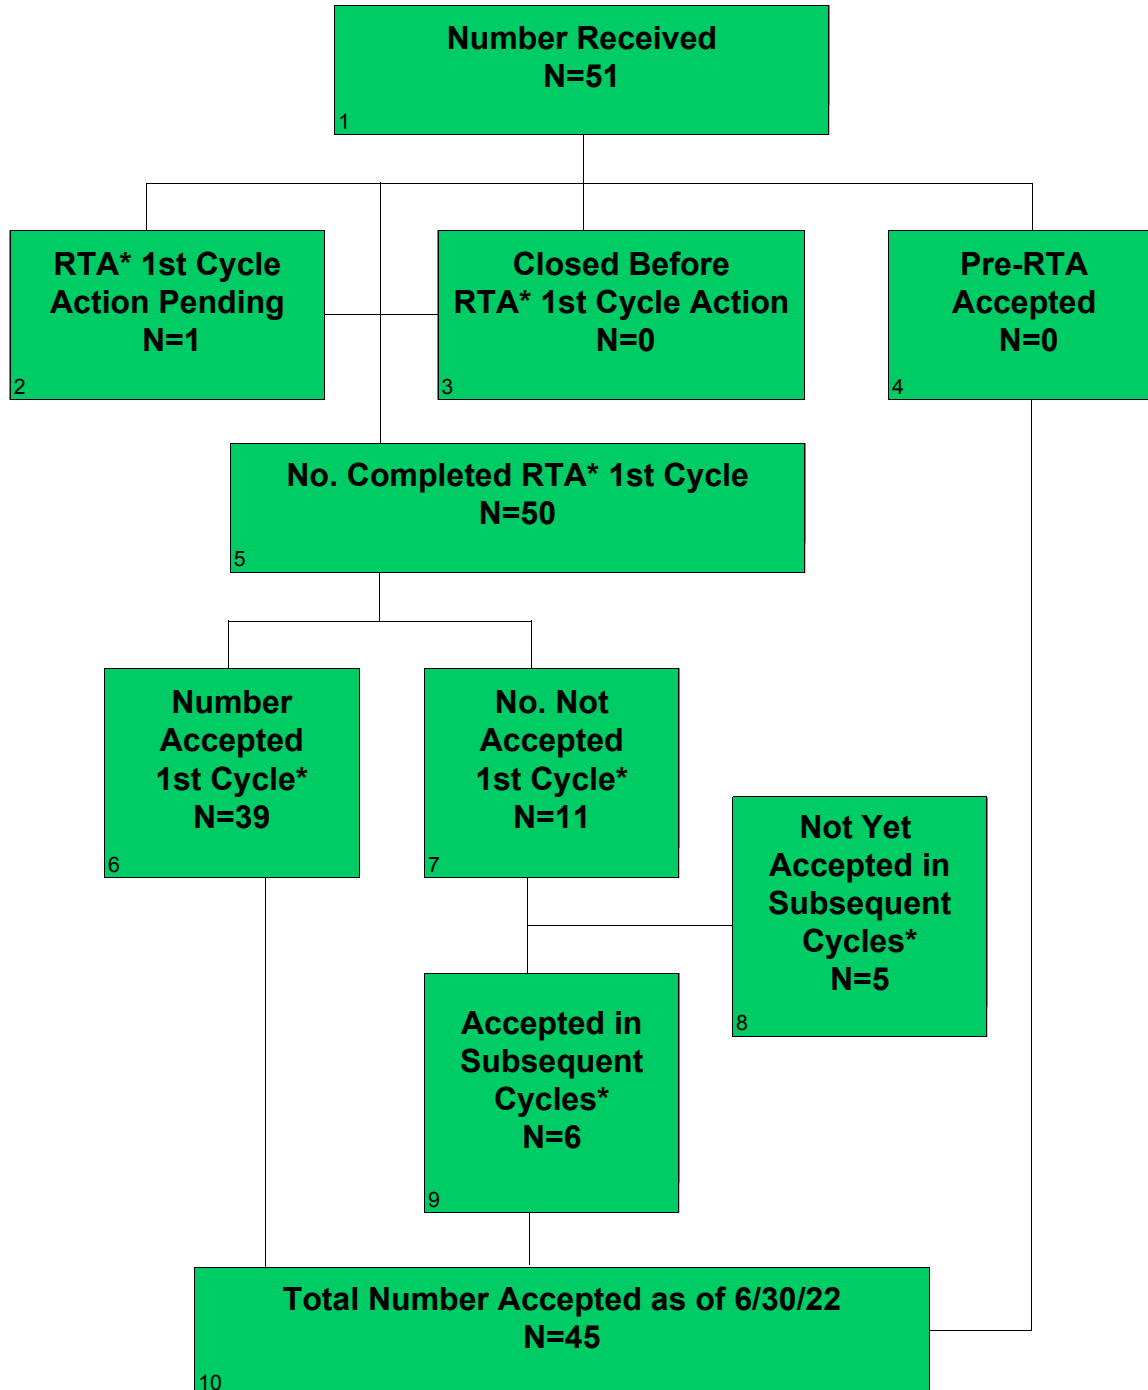 Number Received
N=51
1
RTA* 1st Cycle
Action Pending
N=1
2
Closed Before
RTA* 1st Cycle Action
N=0
3
Pre-RTA
Accepted
N=0
4
No. Completed RTA* 1st Cycle
N=50
5
Number
Accepted
1st Cycle*
N=39
6
No. Not
Accepted
1st Cycle*
N=11
7
Not Yet
Accepted in
Subsequent
Cycles*
N=5
8
Accepted in
Subsequent
Cycles*
N=6
9
Total Number Accepted as of 6/30/22
N=45
10